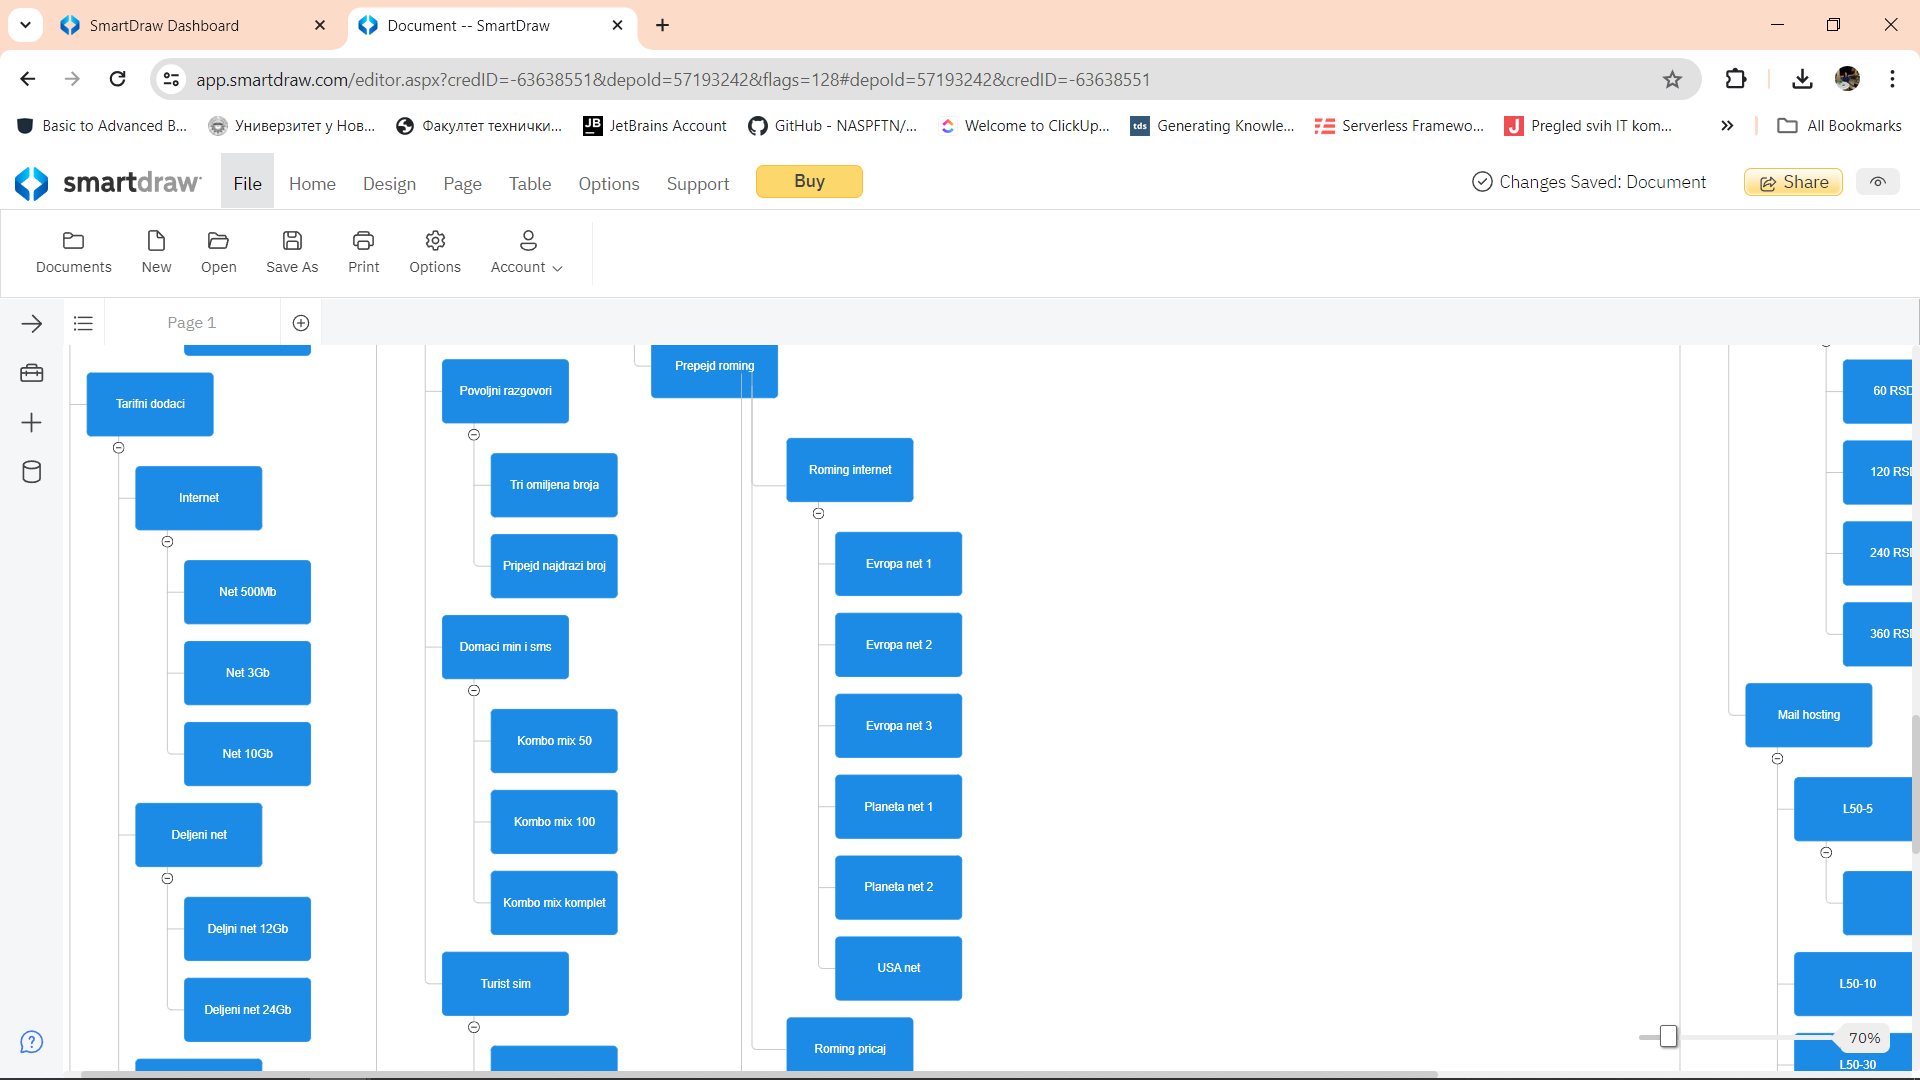 SmartDraw Dashboard
Document -- SmartDraw
app.smartdraw.com/editor.aspx?credID=-63638551&depoId=57193242&flags=128#depoId=57193242&credID=-63638551
Basic to Advanced B...
Универзитет у Нов...
Факултет технички...
JetBrains Account
GitHub - NASPFTN/...
Welcome to ClickUp...
tds
Generating Knowle...
Serverless Framewo...
Pregled svih IT kom...
All Bookmarks
smartdraw
File
Home
Design
Page
Table
Options
Support
Buy
Changes Saved: Document
Share
Documents
New
Open
Save As
Print
Options
Account
Page 1
Tarifni dodaci
Internet
Net 500Mb
Net 3Gb
Net 10Gb
Deljeni net
Deljni net 12Gb
Deljeni net 24Gb
Povoljni razgovori
Tri omiljena broja
Pripejd najdrazi broj
Domaci min i sms
Kombo mix 50
Kombo mix 100
Kombo mix komplet
Turist sim
Prepejd roming
Roming internet
Evropa net 1
Evropa net 2
Evropa net 3
Planeta net 1
Planeta net 2
USA net
Roming pricaj
60 RSD
120 RSD
240 RSD
360 RSD
Mail hosting
L50-5
L50-10
L50-30
70%